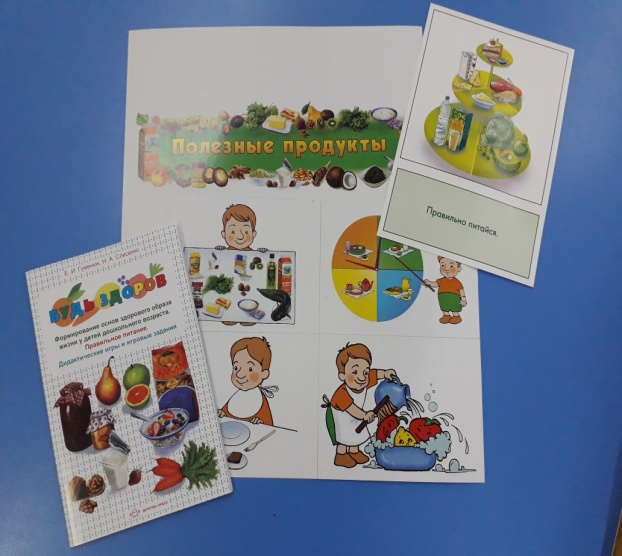 Полезные продукты
Правильно питайся.
Е. И. Гуменюк, Н. А. Слисенко
БУДЬ ЗДОРОВ
Формирование основ здорового образа
жизни у детей дошкольного возраста.
Правильное питание.
Дидактические игры и игровые задания